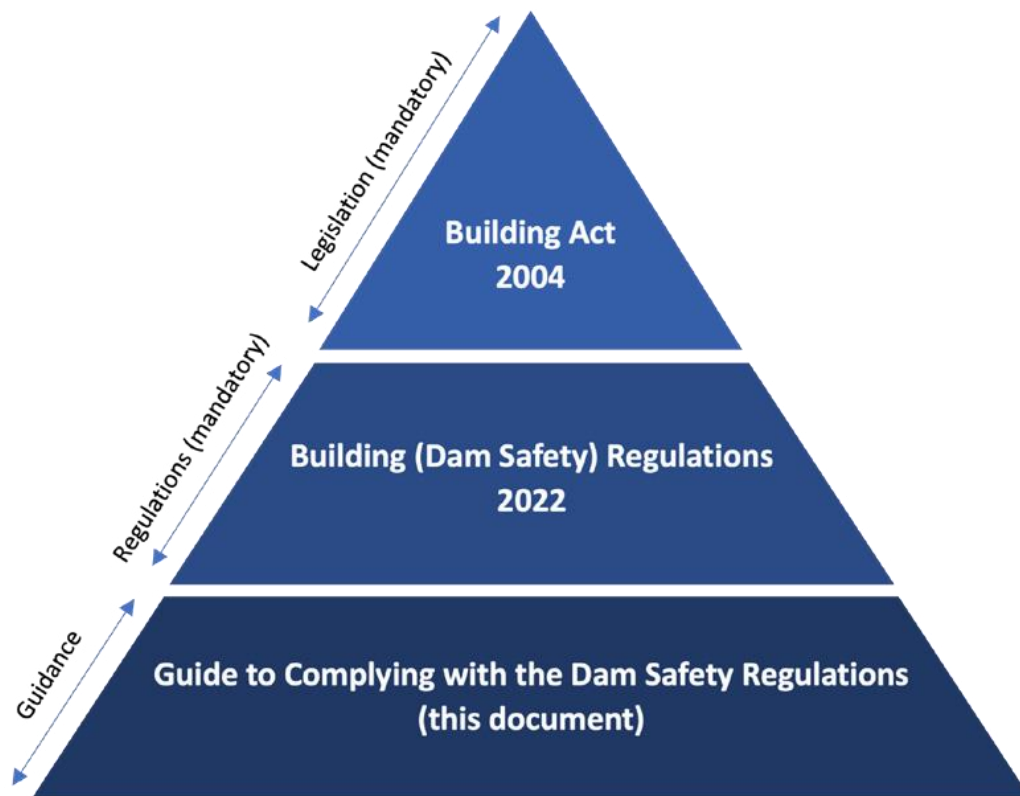 Legislation (mandatory)
Building Act
2004
Regulations (mandatory)
Building (Dam Safety) Regulations
2022
Guidance
Guide to Complying with the Dam Safety Regulations
(this document)